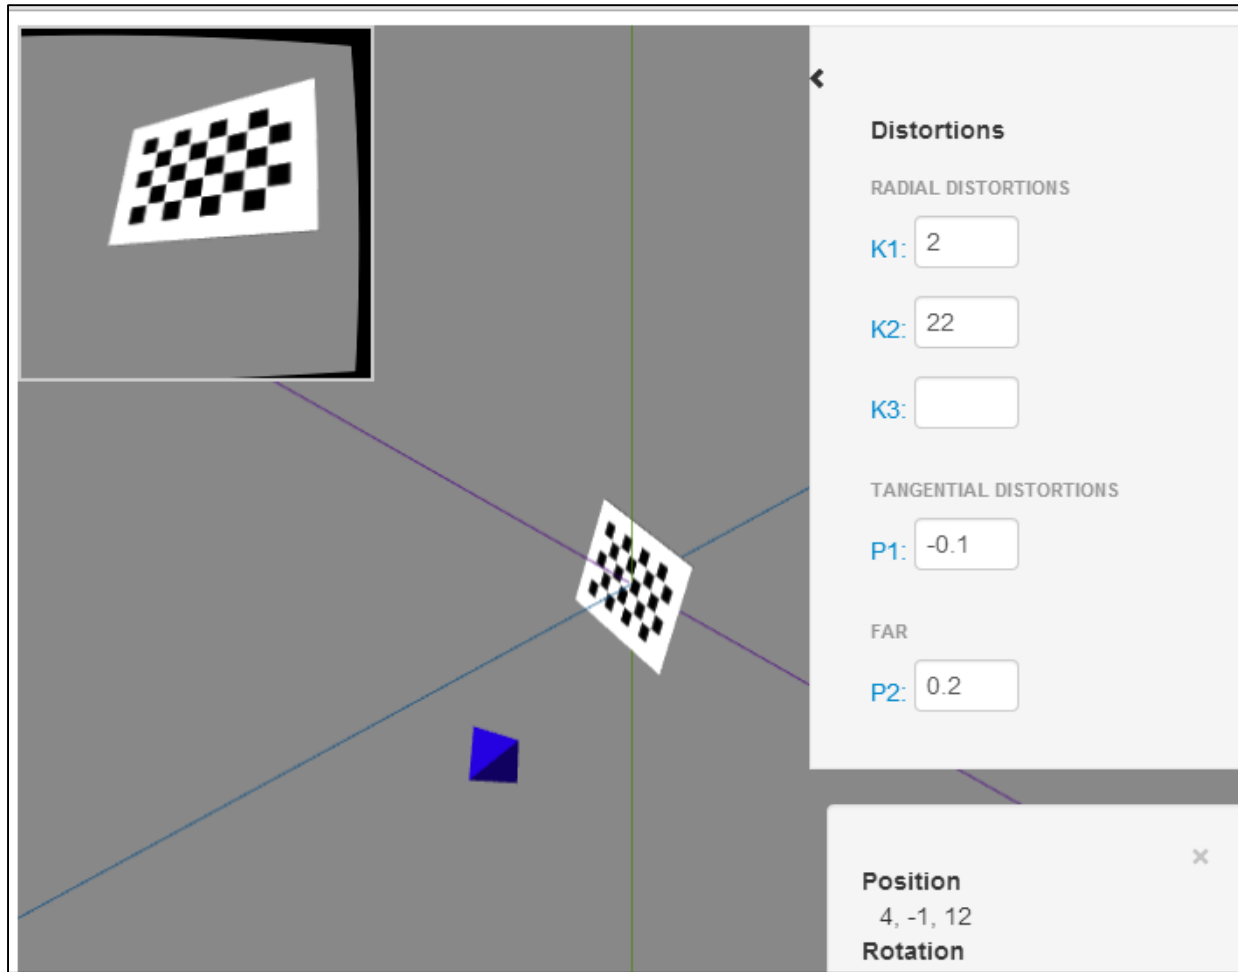 Distortions
RADIAL DISTORTIONS
K1: 2
K2: 22
K3:
TANGENTIAL DISTORTIONS
P1: -0.1
FAR
P2: 0.2
Position
4, -1, 12
Rotation